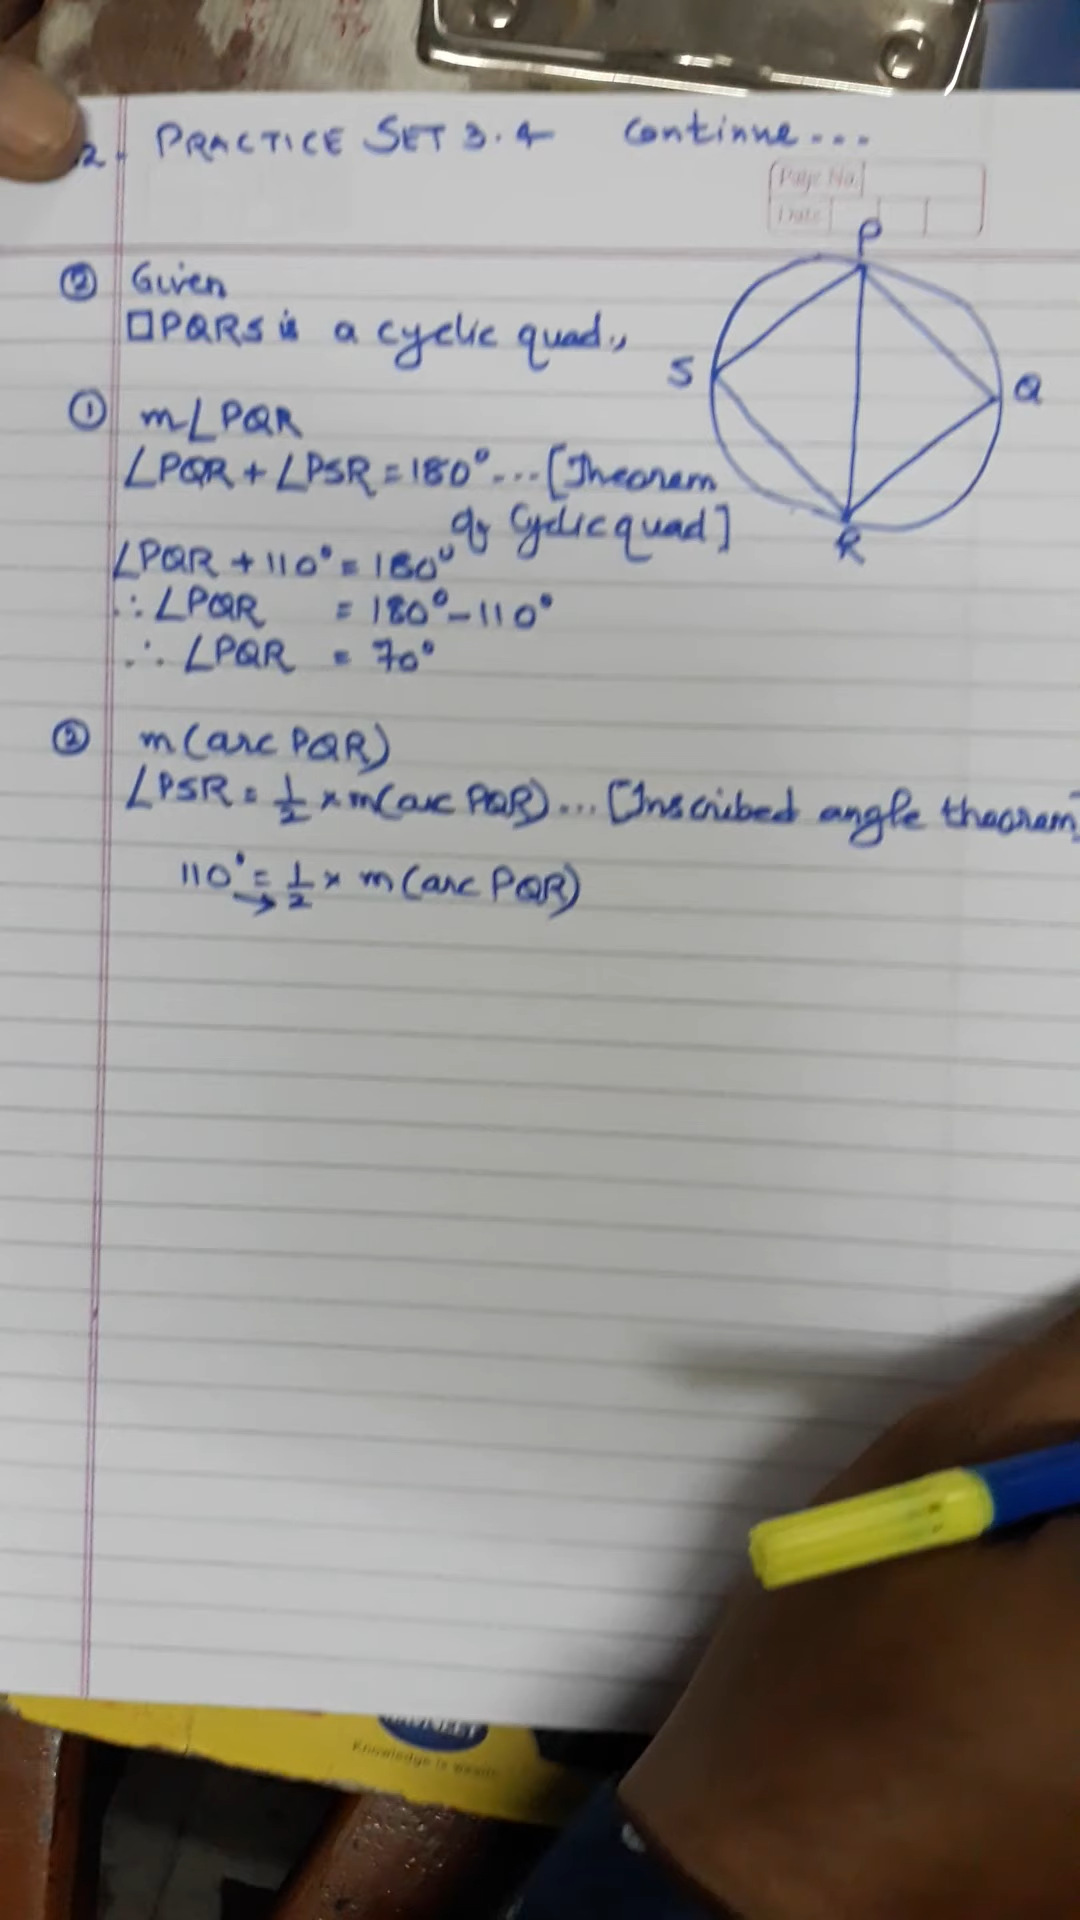 2. PRACTICE SET 3.4 Continue...
Page No.
Date
P
② Given
□PQRS is a cyclic quad.,
S
Q
① m∠PQR
∠PQR + ∠PSR = 180° ... [Theorem
of Cyclic quad]
R
∠PQR + 110° = 180°
∴ ∠PQR = 180° - 110°
∴ ∠PQR = 70°
② m(arc PQR)
∠PSR = 1/2 × m(arc PQR) ... [Inscribed angle theorem]
110° = 1/2 × m(arc PQR)
Knowledge is